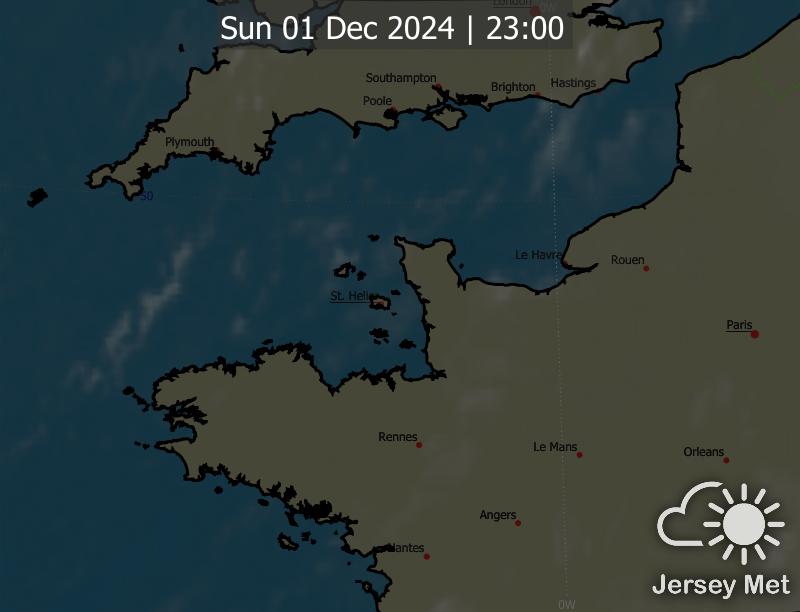 London
0W
Sun 01 Dec 2024 | 23:00
Southampton
Brighton
Hastings
Poole
Plymouth
50
Le Havre
Rouen
St. Helier
Paris
Rennes
Le Mans
Orleans
Angers
Nantes
Jersey Met
0W